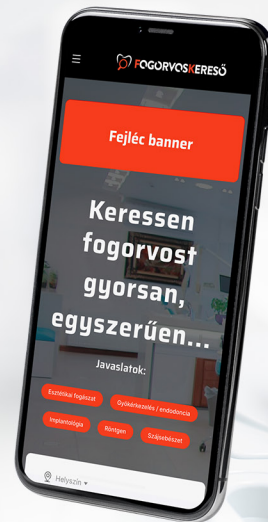 FOGORVOSKERESŐ
Fejléc banner
Keressen
fogorvost
gyorsan,
egyszerűen...
Javaslatok:
Esztétikai fogászat
Gyökérkezelés / endodoncia
Implantológia
Röntgen
Szájsebészet
Helyszín